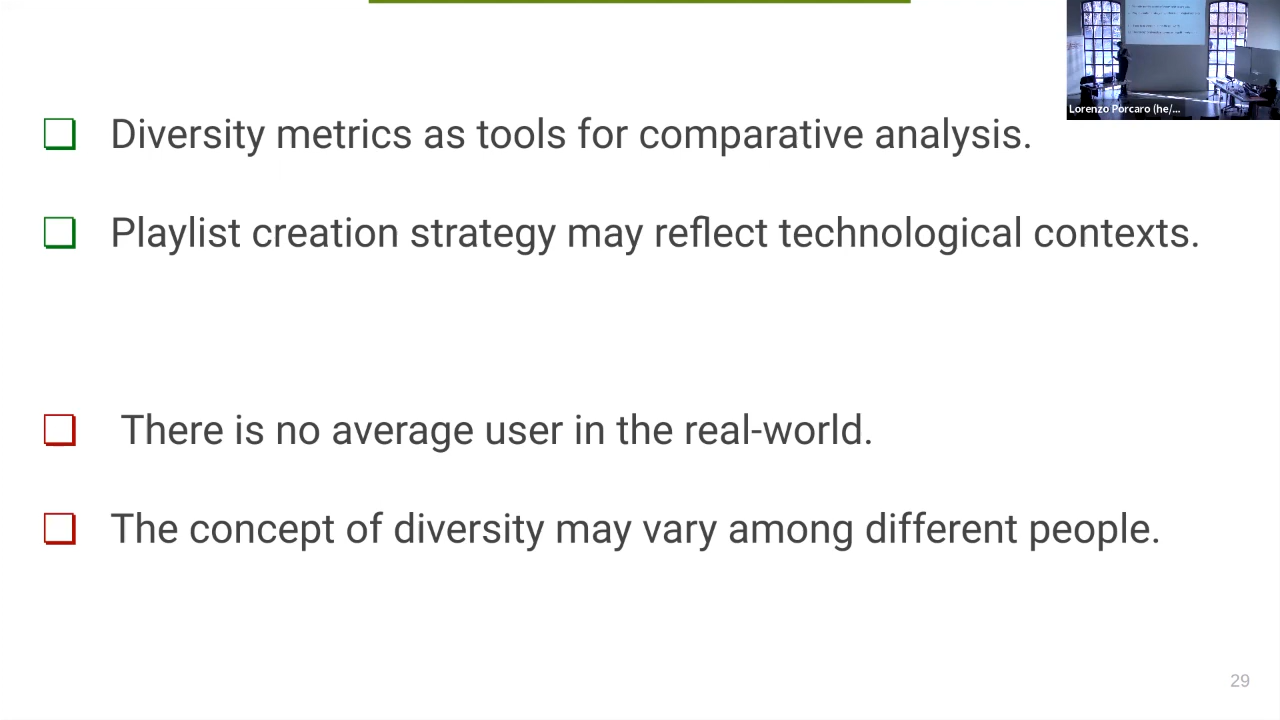 Lorenzo Porcaro (he/...
Diversity metrics as tools for comparative analysis.
Playlist creation strategy may reflect technological contexts.
There is no average user in the real-world.
The concept of diversity may vary among different people.
29